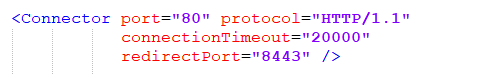 <Connector port="80" protocol="HTTP/1.1"
connectionTimeout="20000"
redirectPort="8443" />